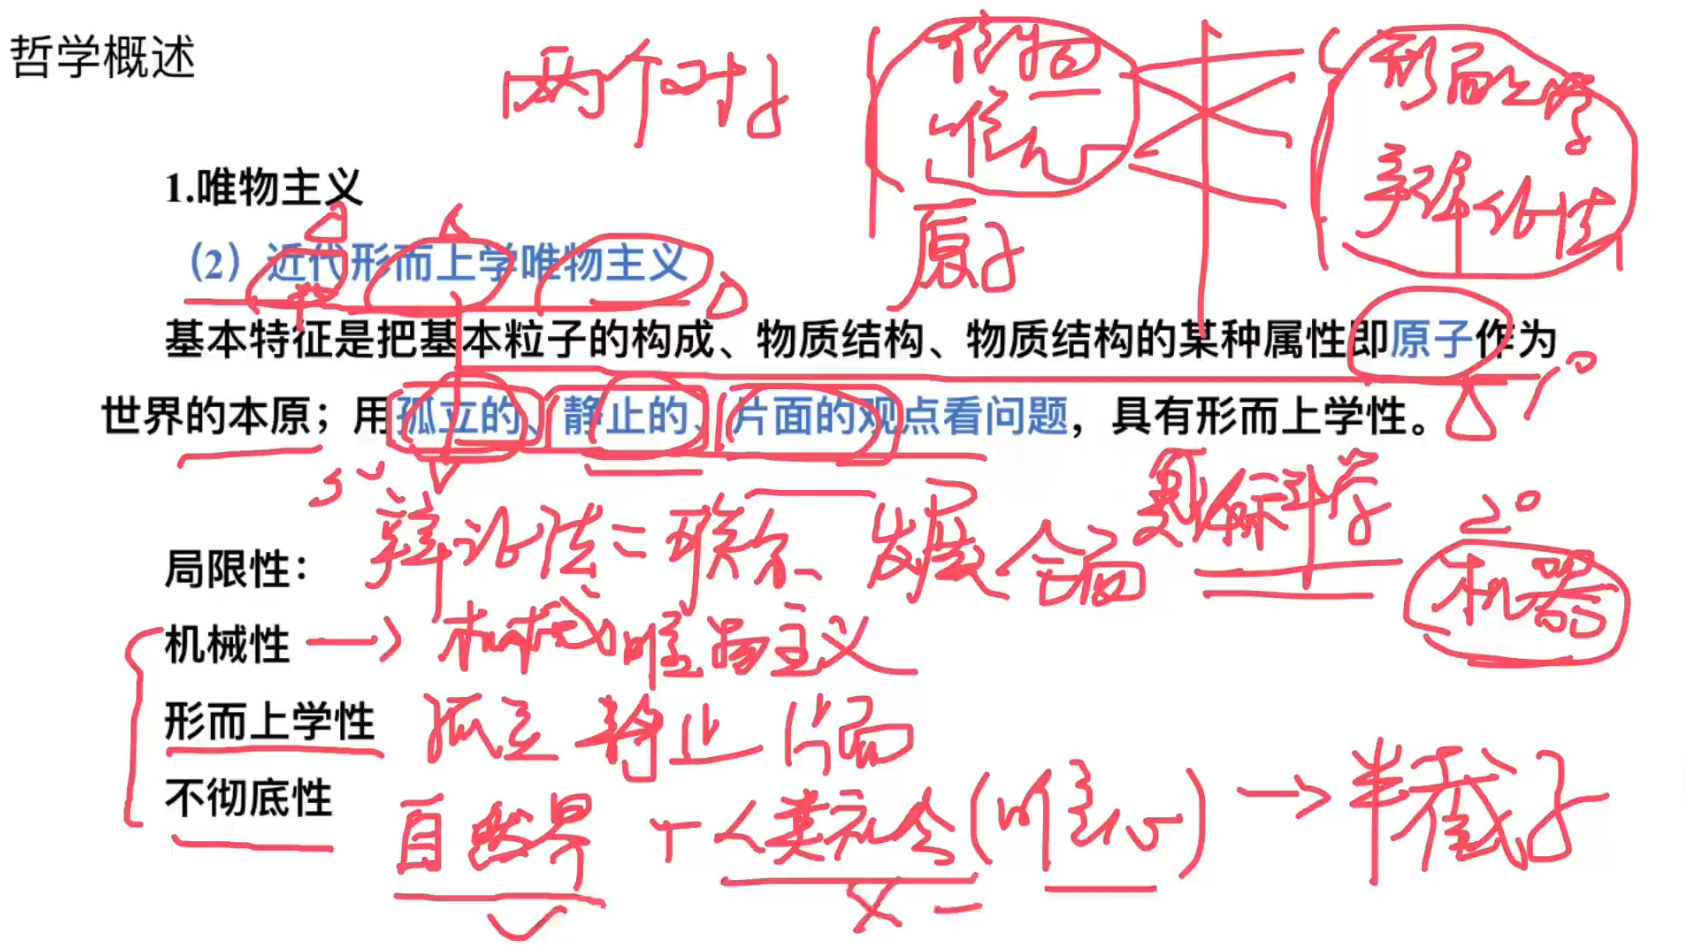 哲学概述
两个对子
唯物
唯心
形而上学
辩证法
原子
1.唯物主义
（2）近代形而上学唯物主义
基本特征是把基本粒子的构成、物质结构、物质结构的某种属性即原子作为
1°
世界的本原；用孤立的、静止的、片面的观点看问题，具有形而上学性。
辩证法：联系、发展、全面
自然科学
2°
机器
局限性：
机械性 → 机械唯物主义
形而上学性 孤立 静止 片面
不彻底性
自然界 + 人类社会（唯心） → 半截子